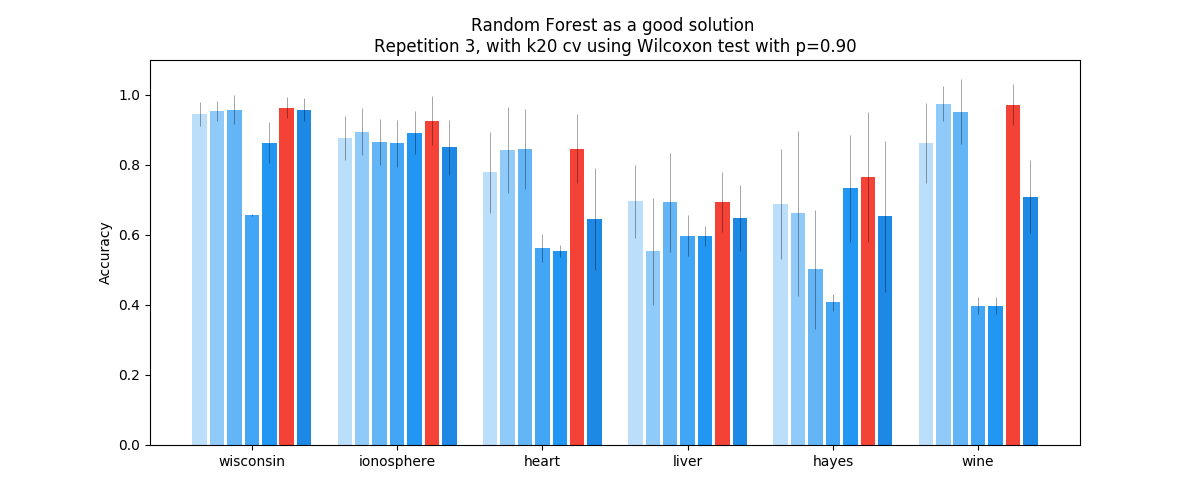 Random Forest as a good solution
Repetition 3, with k20 cv using Wilcoxon test with p=0.90
Accuracy
1.0
0.8
0.6
0.4
0.2
0.0
wisconsin ionosphere heart liver hayes wine